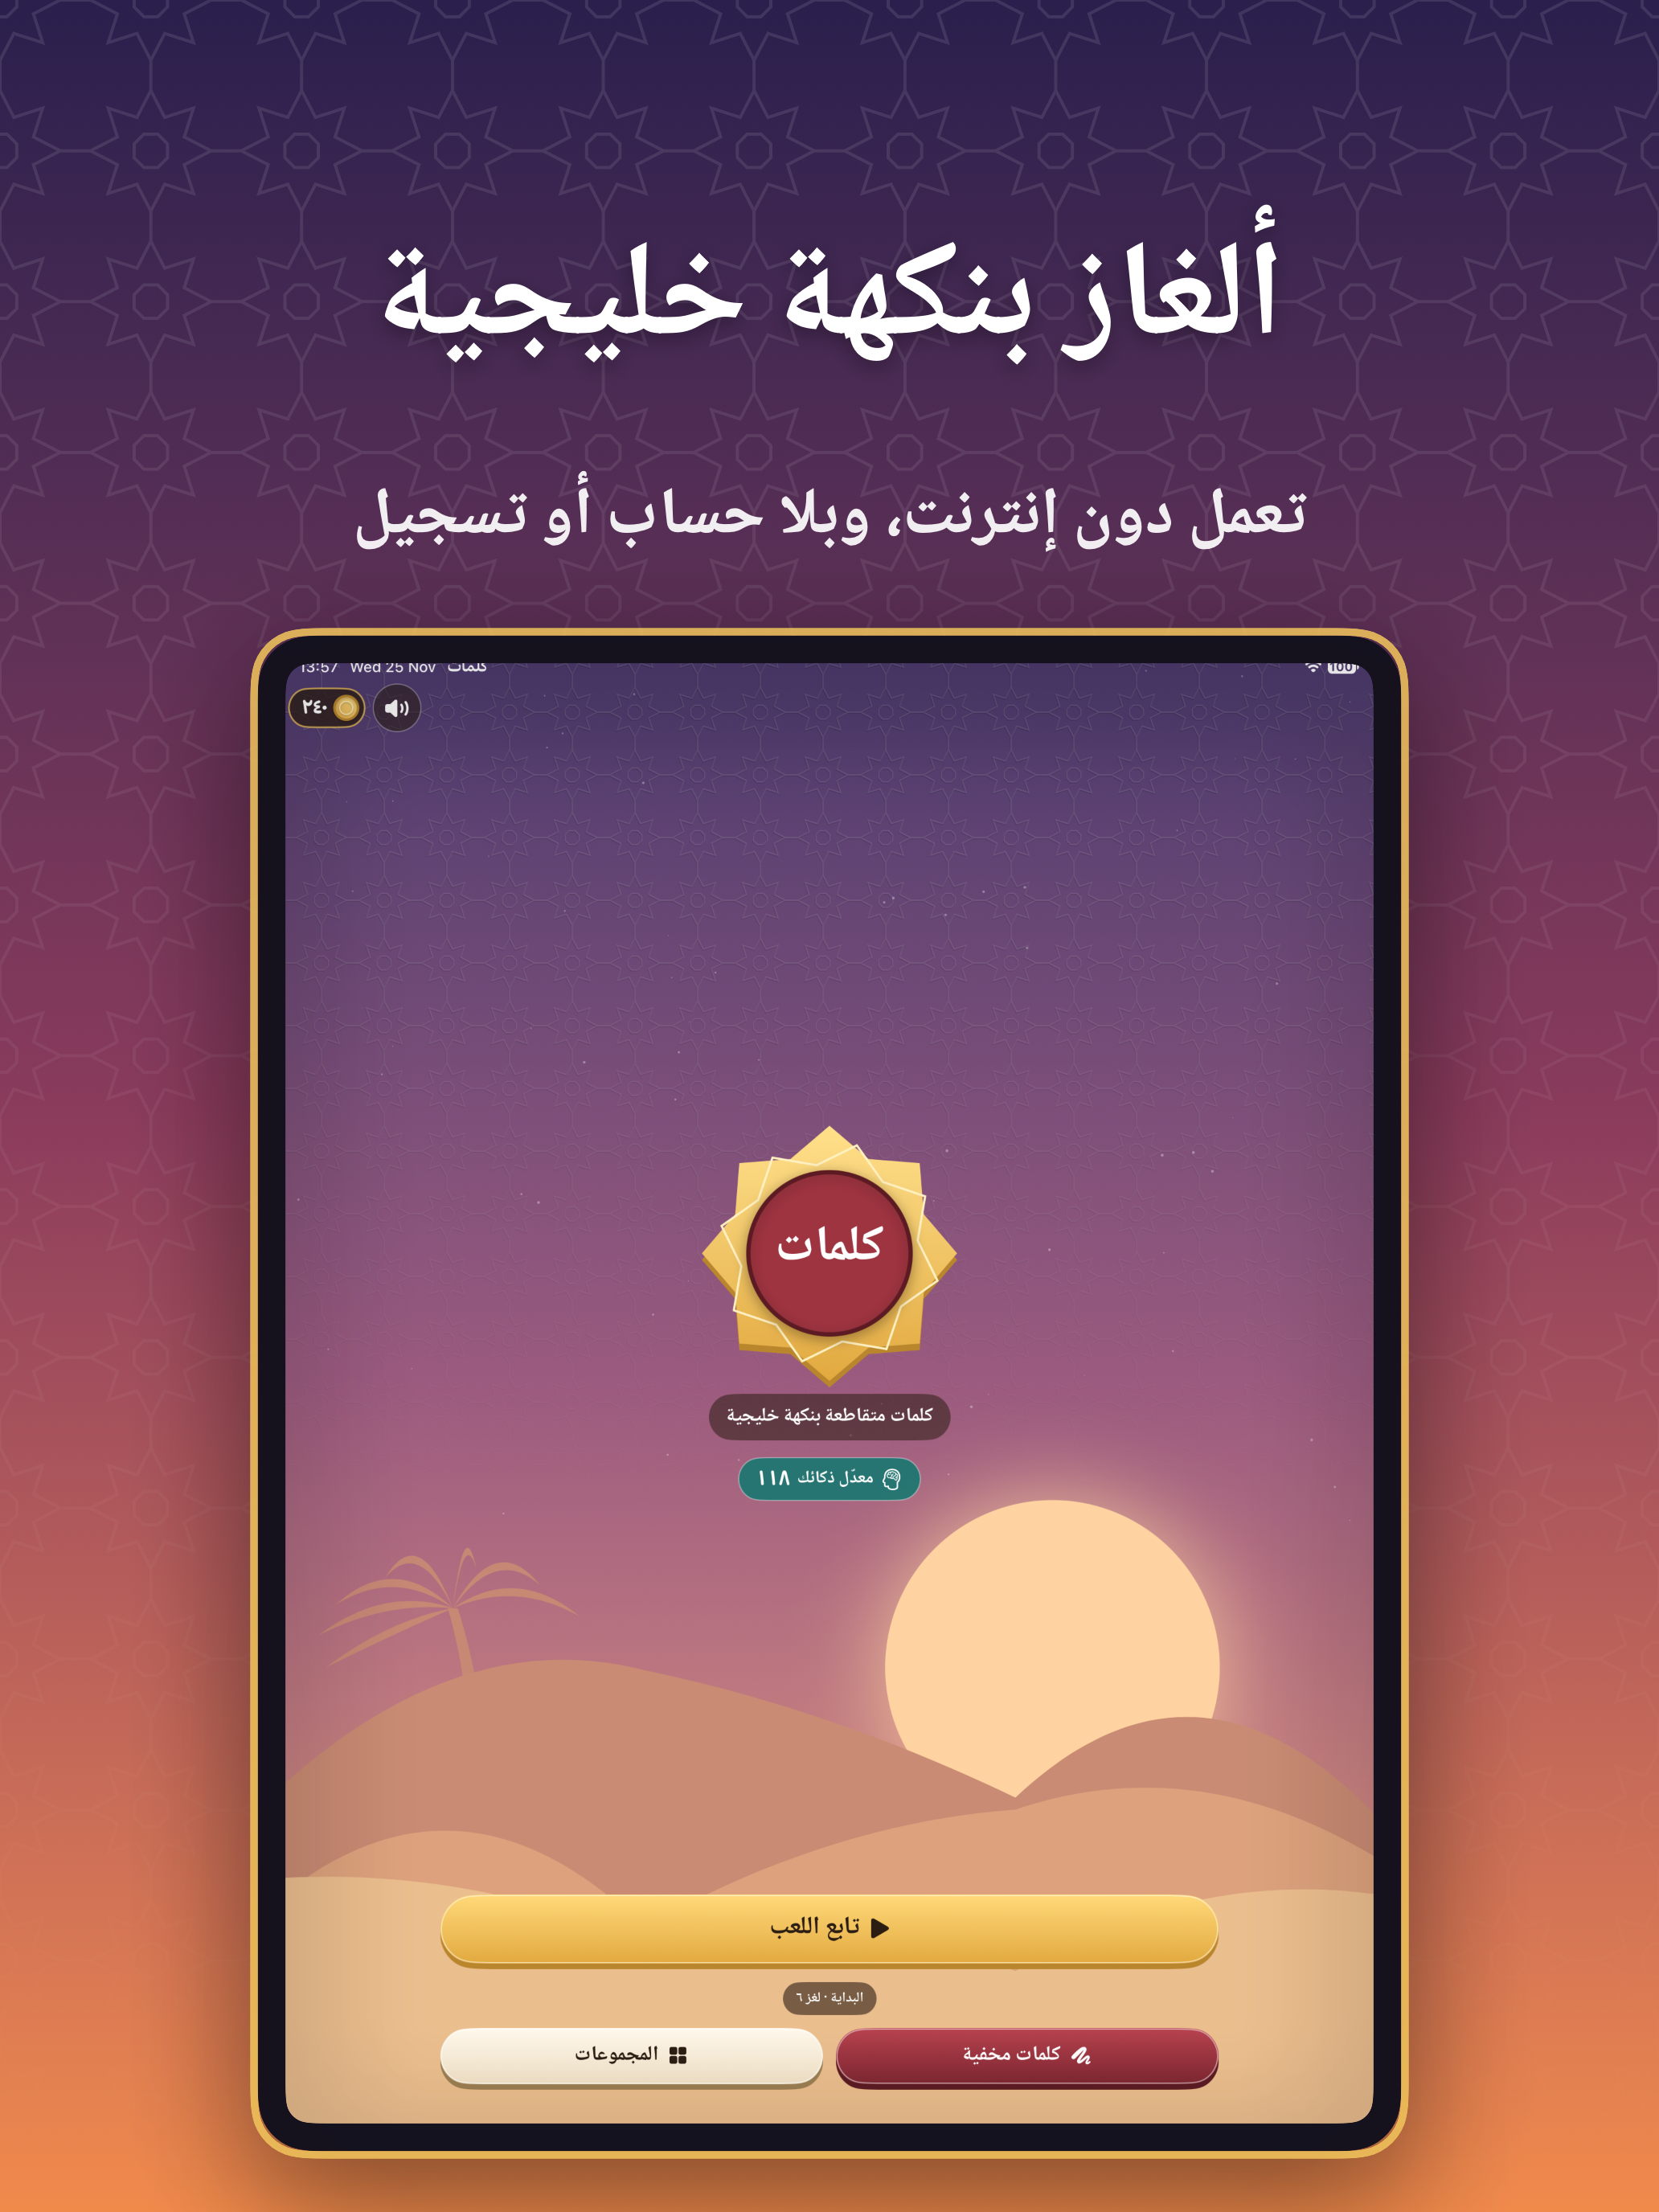 ألغاز بنكهة خليجية
تعمل دون إنترنت، وبلا حساب أو تسجيل
13:57 Wed 25 Nov كلمات
100
٢٤٠
كلمات
كلمات متقاطعة بنكهة خليجية
معدّل ذكائك ١١٨
تابع اللعب
البداية · لغز ٦
كلمات مخفية
المجموعات